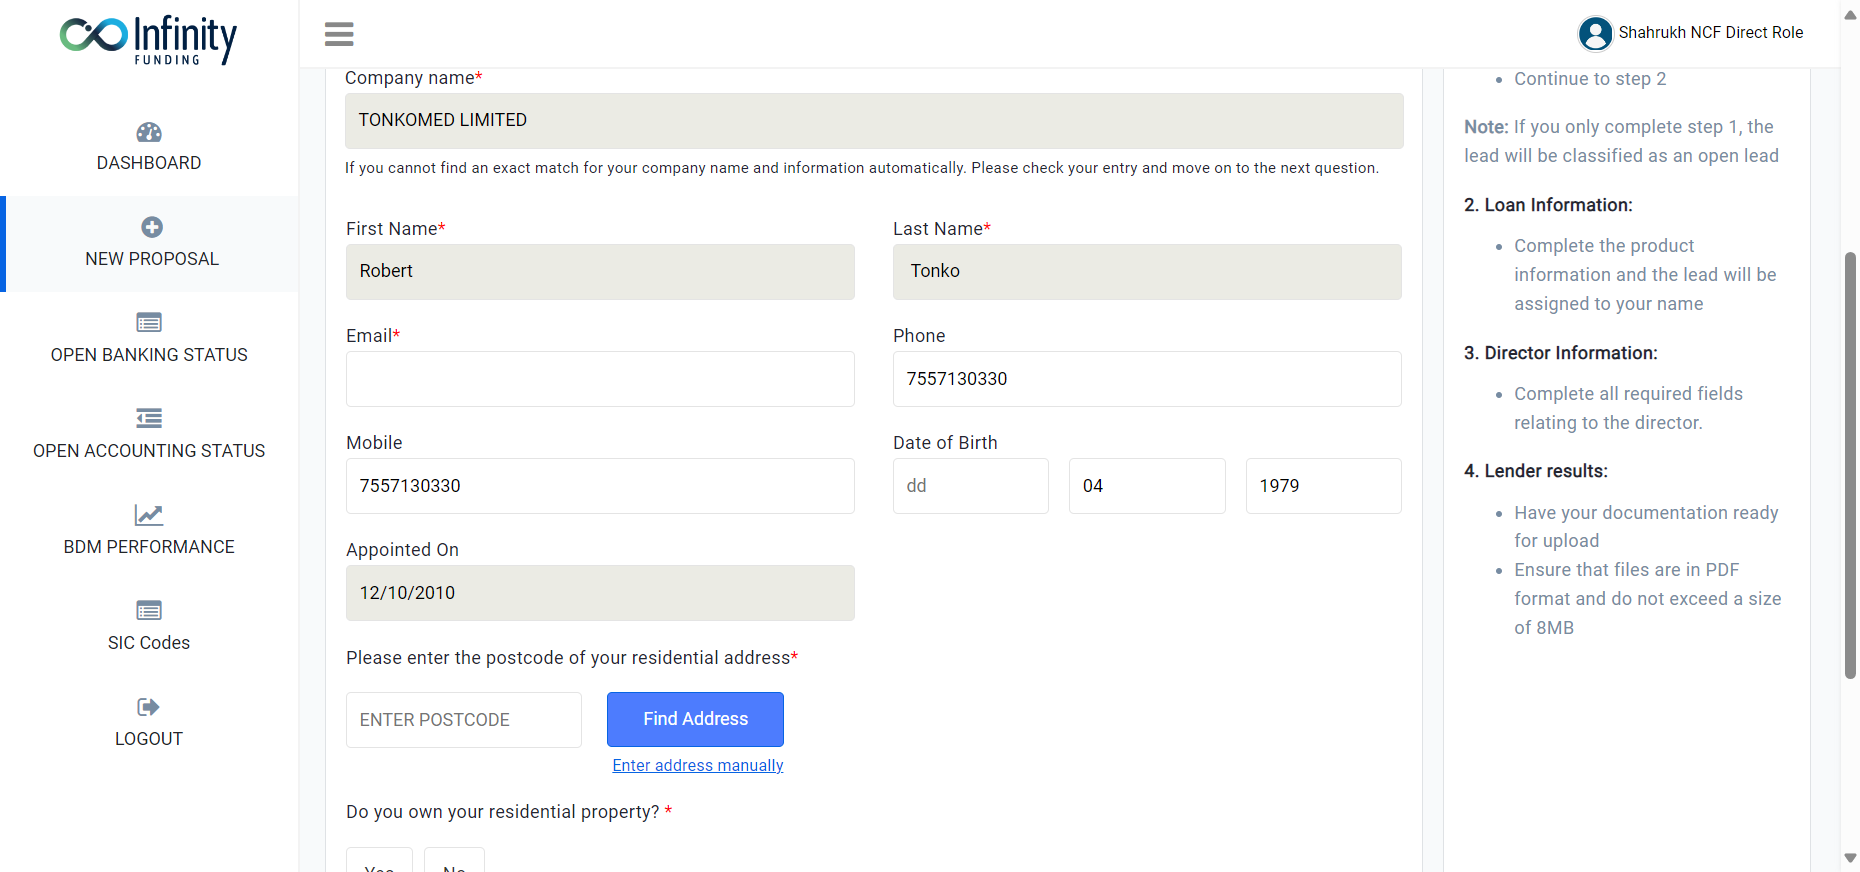 Infinity
FUNDING
DASHBOARD
NEW PROPOSAL
OPEN BANKING STATUS
OPEN ACCOUNTING STATUS
BDM PERFORMANCE
SIC Codes
LOGOUT
Shahrukh NCF Direct Role
Company name*
TONKOMED LIMITED
If you cannot find an exact match for your company name and information automatically. Please check your entry and move on to the next question.
First Name*
Last Name*
Robert
Tonko
Email*
Phone
7557130330
Mobile
Date of Birth
7557130330
dd
04
1979
Appointed On
12/10/2010
Please enter the postcode of your residential address*
ENTER POSTCODE
Find Address
Enter address manually
Do you own your residential property? *
Yes
No
Continue to step 2
Note: If you only complete step 1, the
lead will be classified as an open lead
2. Loan Information:
Complete the product
information and the lead will be
assigned to your name
3. Director Information:
Complete all required fields
relating to the director.
4. Lender results:
Have your documentation ready
for upload
Ensure that files are in PDF
format and do not exceed a size
of 8MB